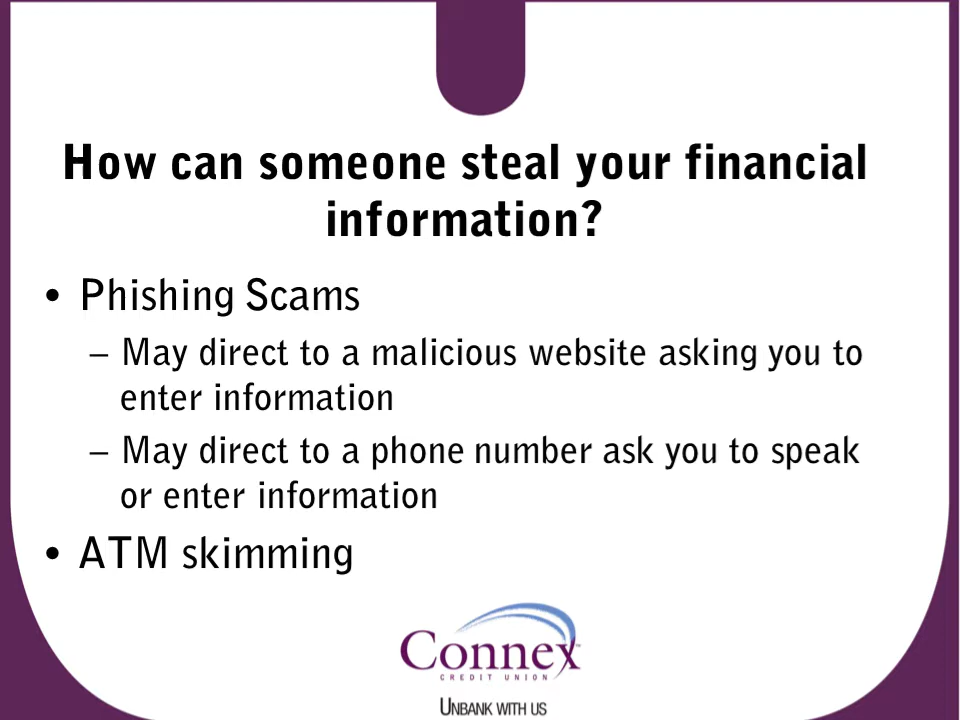 How can someone steal your financial
information?
• Phishing Scams
– May direct to a malicious website asking you to
enter information
– May direct to a phone number ask you to speak
or enter information
• ATM skimming
Connex™
CREDIT UNION
UNBANK WITH US